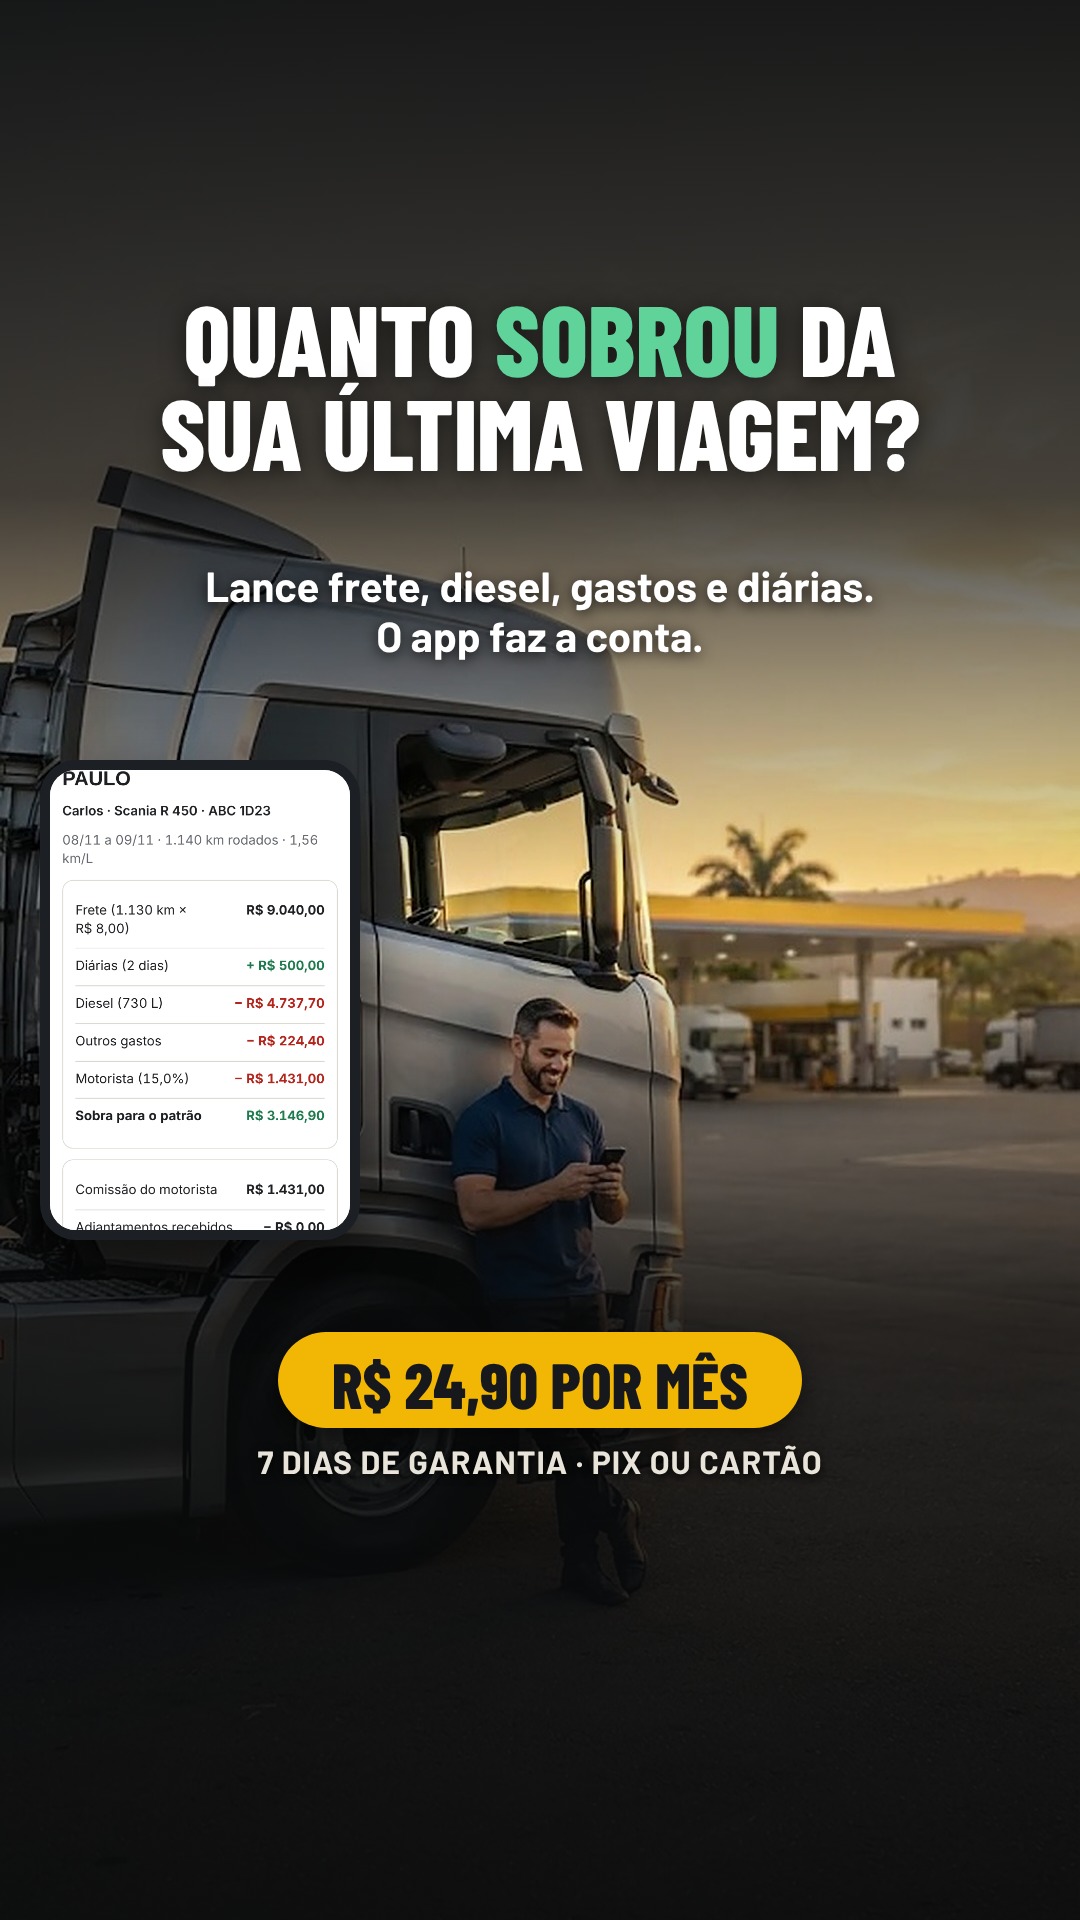 QUANTO SOBROU DA
SUA ÚLTIMA VIAGEM?
Lance frete, diesel, gastos e diárias.
O app faz a conta.
PAULO
Carlos · Scania R 450 · ABC 1D23
08/11 a 09/11 · 1.140 km rodados · 1,56
km/L
Frete (1.130 km × R$ 9.040,00
R$ 8,00)
Diárias (2 dias) + R$ 500,00
Diesel (730 L) − R$ 4.737,70
Outros gastos − R$ 224,40
Motorista (15,0%) − R$ 1.431,00
Sobra para o patrão R$ 3.146,90
Comissão do motorista R$ 1.431,00
Adiantamentos recebidos − R$ 0,00
R$ 24,90 POR MÊS
7 DIAS DE GARANTIA · PIX OU CARTÃO